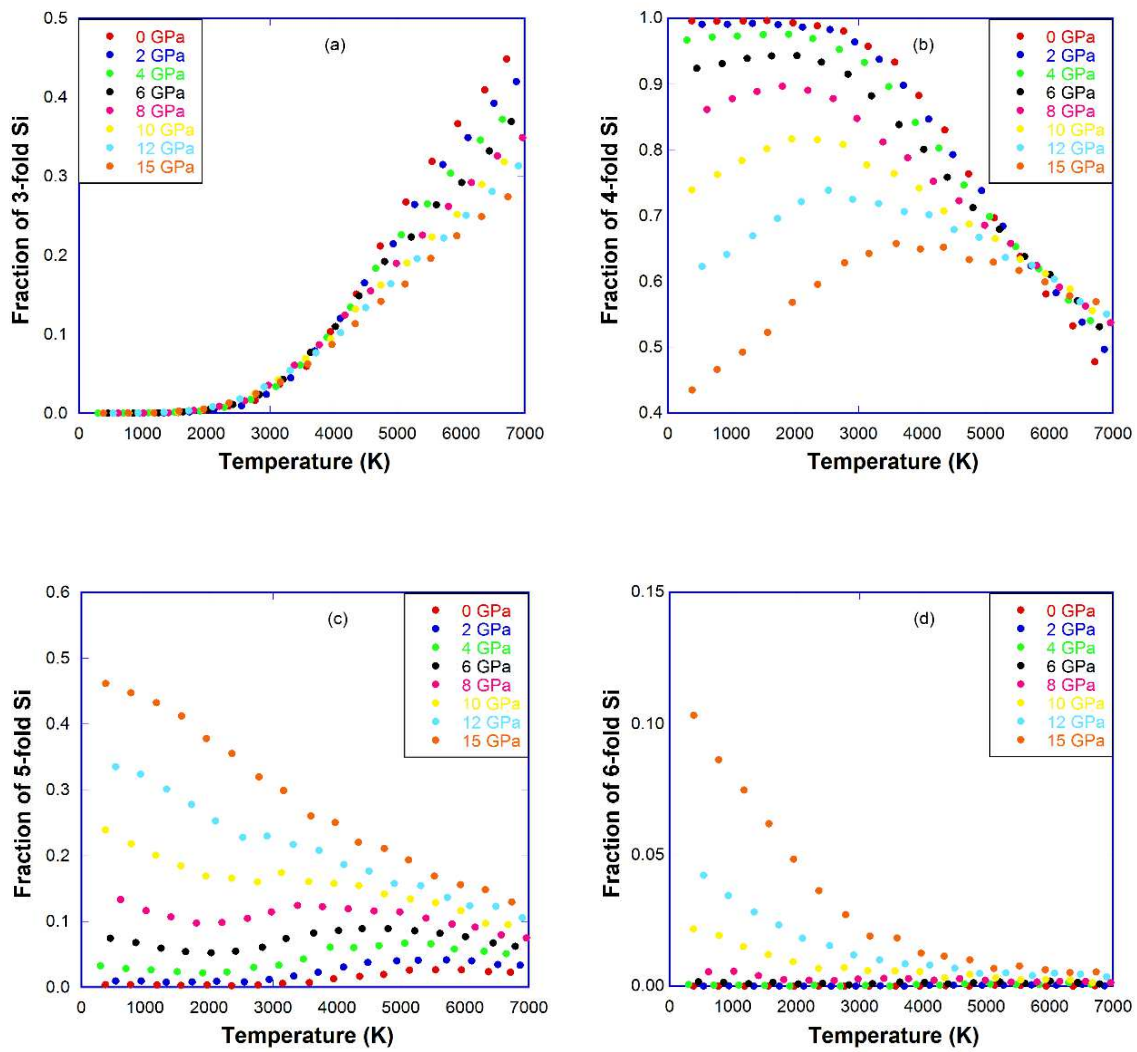 0.5
0.4
0.3
0.2
0.1
0.0
Fraction of 3-fold Si
(a)
0 GPa
2 GPa
4 GPa
6 GPa
8 GPa
10 GPa
12 GPa
15 GPa
0 1000 2000 3000 4000 5000 6000 7000
Temperature (K)
1.0
0.9
0.8
0.7
0.6
0.5
0.4
Fraction of 4-fold Si
(b)
0 GPa
2 GPa
4 GPa
6 GPa
8 GPa
10 GPa
12 GPa
15 GPa
0 1000 2000 3000 4000 5000 6000 7000
Temperature (K)
0.6
0.5
0.4
0.3
0.2
0.1
0.0
Fraction of 5-fold Si
(c)
0 GPa
2 GPa
4 GPa
6 GPa
8 GPa
10 GPa
12 GPa
15 GPa
0 1000 2000 3000 4000 5000 6000 7000
Temperature (K)
0.15
0.10
0.05
0.00
Fraction of 6-fold Si
(d)
0 GPa
2 GPa
4 GPa
6 GPa
8 GPa
10 GPa
12 GPa
15 GPa
0 1000 2000 3000 4000 5000 6000 7000
Temperature (K)